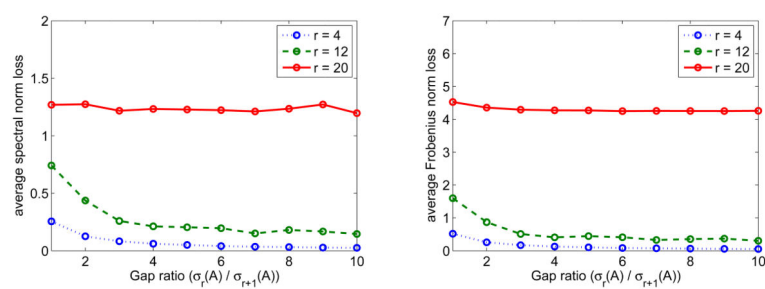 2
1.5
1
0.5
0
average spectral norm loss
2
4
6
8
10
Gap ratio (σr(A) / σr+1(A))
r = 4
r = 12
r = 20
7
6
5
4
3
2
1
0
average Frobenius norm loss
2
4
6
8
10
Gap ratio (σr(A) / σr+1(A))
r = 4
r = 12
r = 20